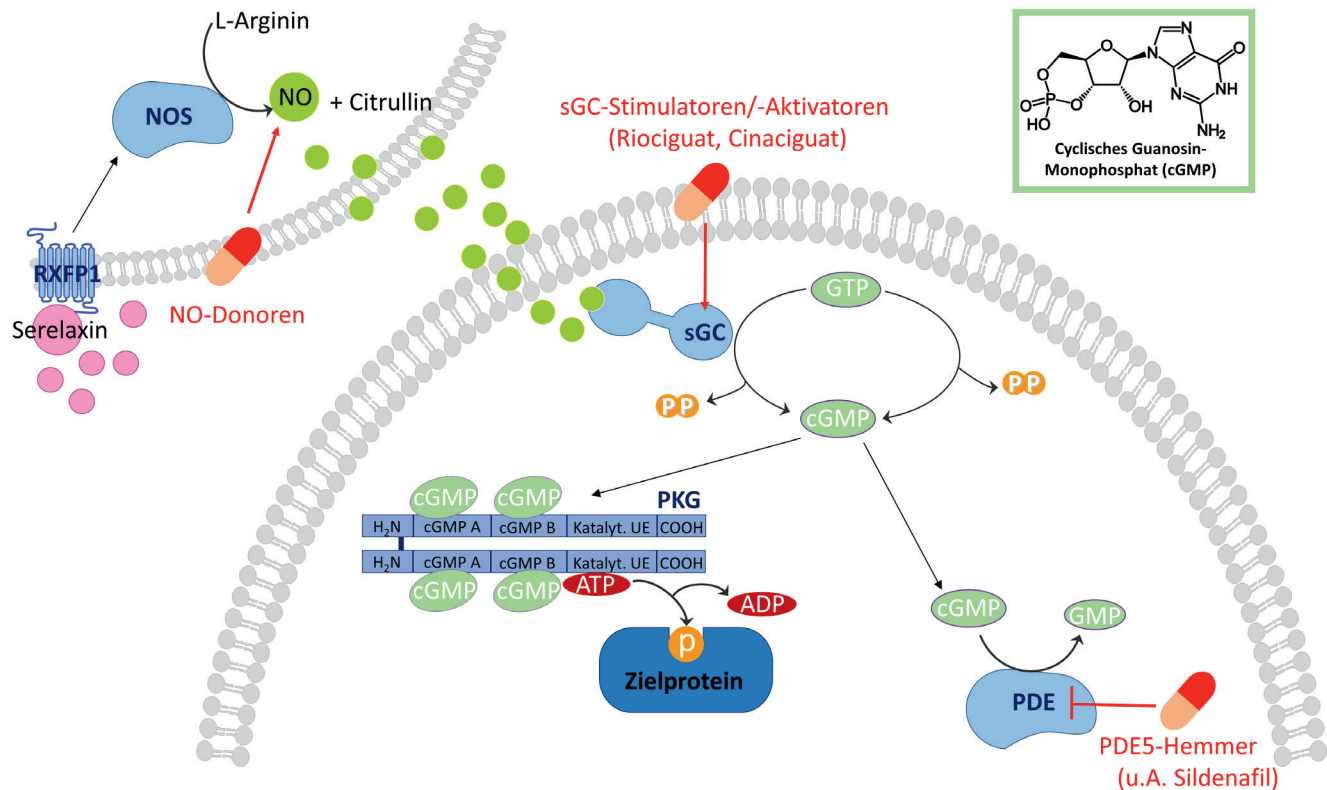 L-Arginin
NO
+ Citrullin
NOS
RXFP1
Serelaxin
NO-Donoren
sGC-Stimulatoren/-Aktivatoren
(Riociguat, Cinaciguat)
N
N
N
O
NH
NH₂
O
O
O
O
P
HO
OH
Cyclisches Guanosin-
Monophosphat (cGMP)
sGC
GTP
PP
PP
cGMP
cGMP
cGMP
PKG
H₂N
cGMP A
cGMP B
Katalyt. UE
COOH
H₂N
cGMP A
cGMP B
Katalyt. UE
COOH
cGMP
cGMP
ATP
ADP
p
Zielprotein
cGMP
GMP
PDE
PDE5-Hemmer
(u.A. Sildenafil)